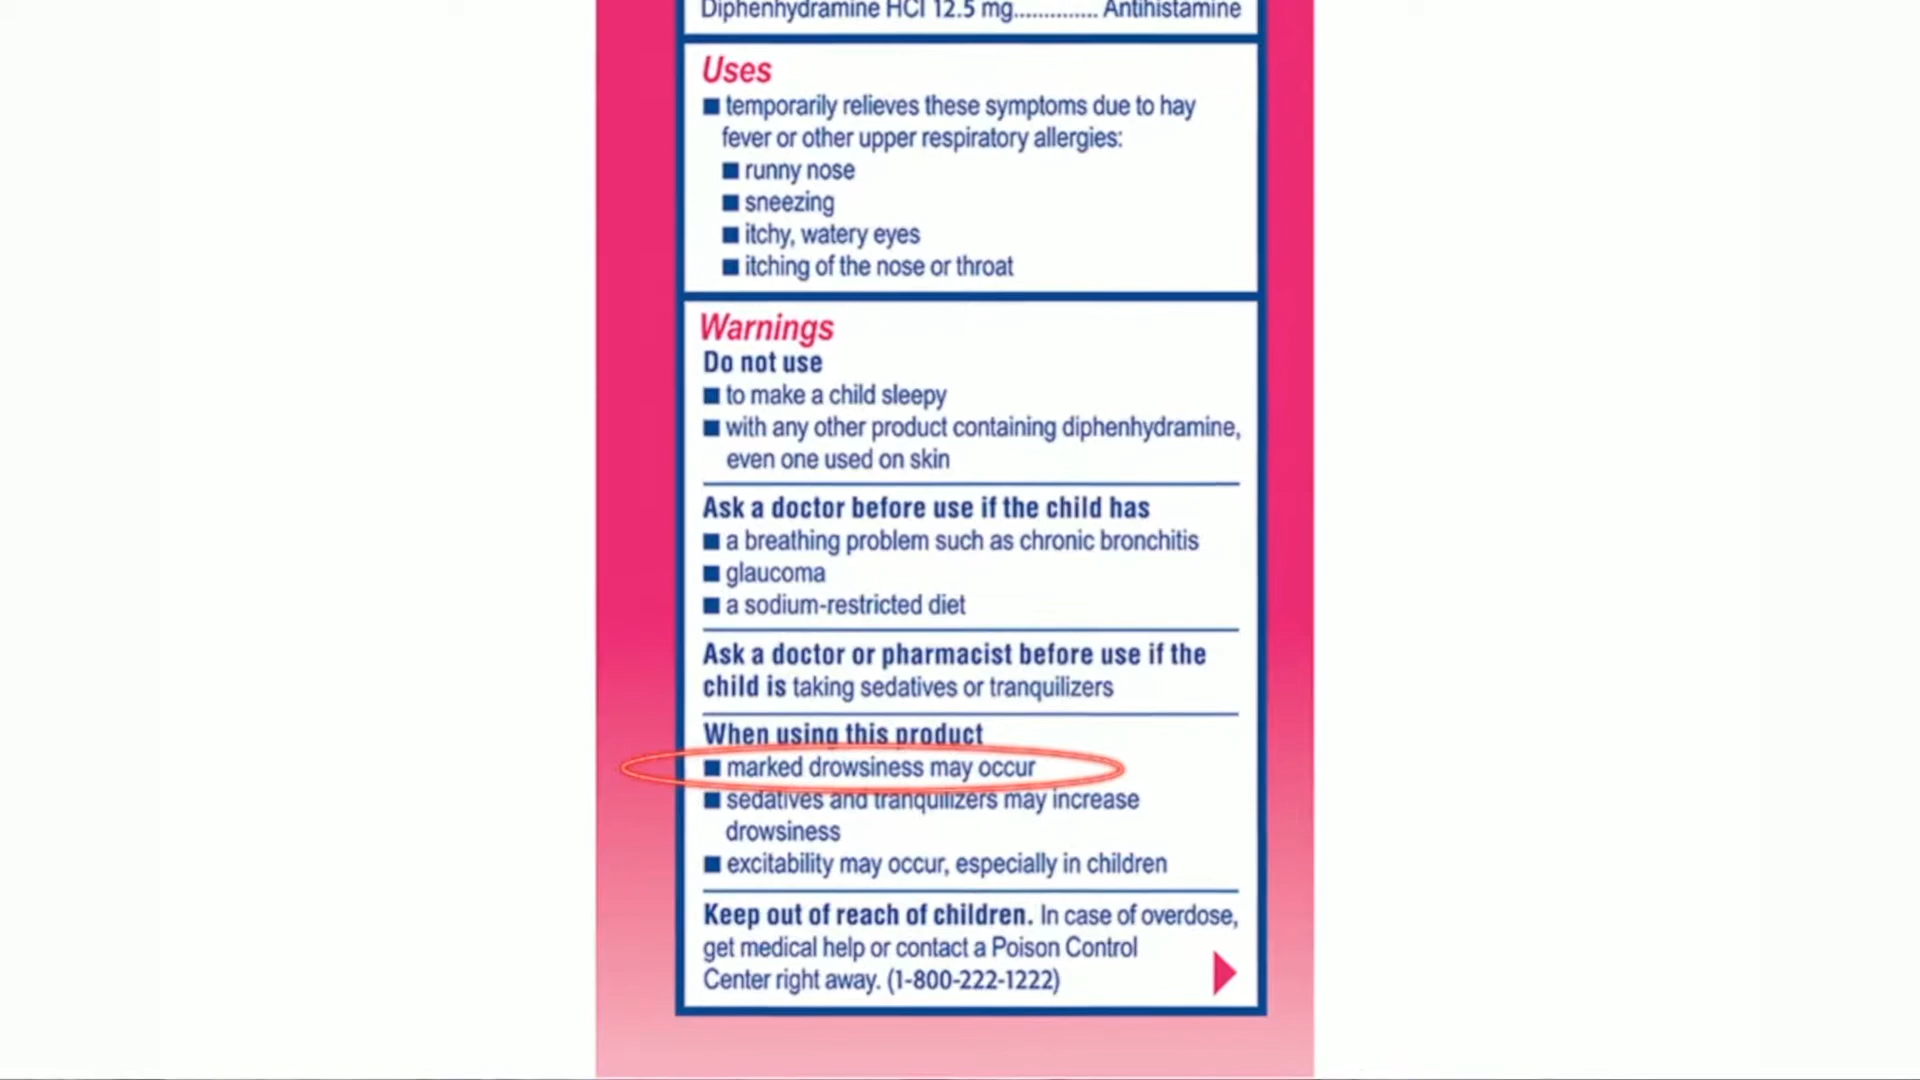 Diphenhydramine HCl 12.5 mg.............. Antihistamine
Uses
■ temporarily relieves these symptoms due to hay
fever or other upper respiratory allergies:
■ runny nose
■ sneezing
■ itchy, watery eyes
■ itching of the nose or throat
Warnings
Do not use
■ to make a child sleepy
■ with any other product containing diphenhydramine,
even one used on skin
Ask a doctor before use if the child has
■ a breathing problem such as chronic bronchitis
■ glaucoma
■ a sodium-restricted diet
Ask a doctor or pharmacist before use if the
child is taking sedatives or tranquilizers
When using this product
■ marked drowsiness may occur
■ sedatives and tranquilizers may increase
drowsiness
■ excitability may occur, especially in children
Keep out of reach of children. In case of overdose,
get medical help or contact a Poison Control
Center right away. (1-800-222-1222)